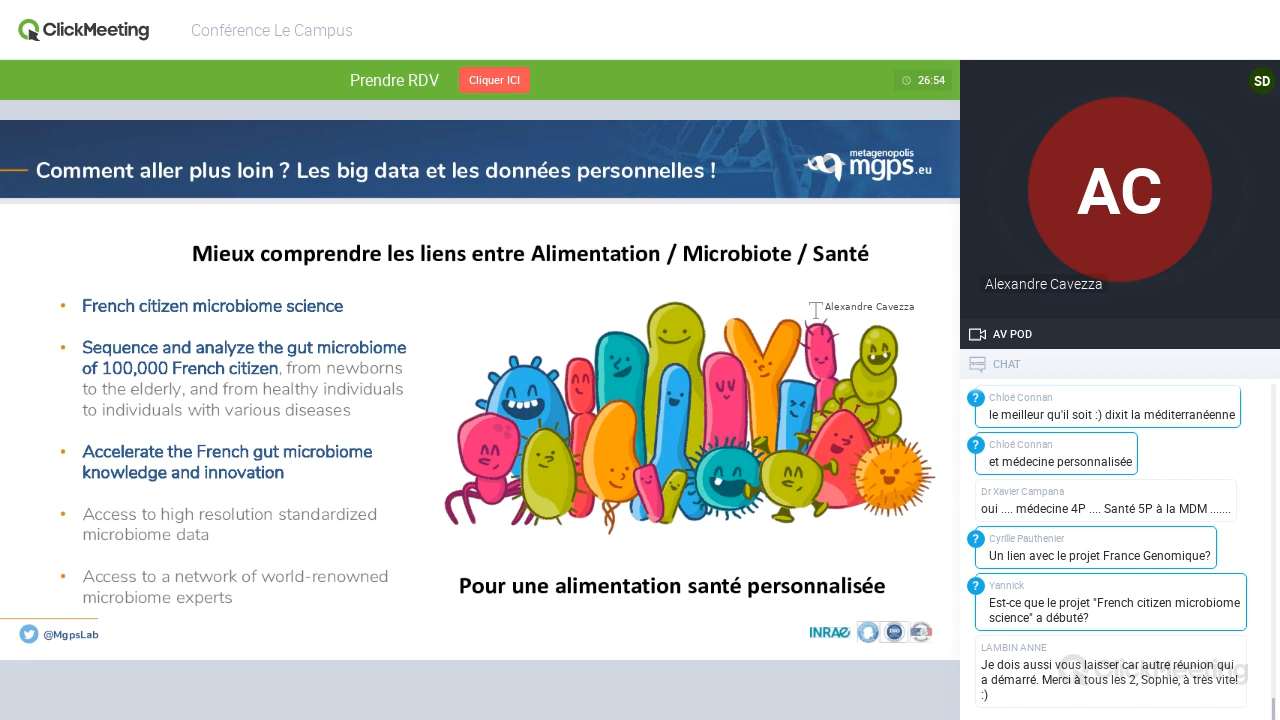 ClickMeeting
Conférence Le Campus
Prendre RDV
Cliquer ICI
26:54
Comment aller plus loin ? Les big data et les données personnelles !
metagenopolis
mgps.eu
Mieux comprendre les liens entre Alimentation / Microbiote / Santé
• French citizen microbiome science
• Sequence and analyze the gut microbiome
of 100,000 French citizen, from newborns
to the elderly, and from healthy individuals
to individuals with various diseases
• Accelerate the French gut microbiome
knowledge and innovation
• Access to high resolution standardized
microbiome data
• Access to a network of world-renowned
microbiome experts
Alexandre Cavezza
Pour une alimentation santé personnalisée
@MgpsLab
INRAE
ISO
SD
AC
Alexandre Cavezza
AV POD
CHAT
? Chloé Connan
le meilleur qu'il soit :) dixit la méditerranéenne
? Chloé Connan
et médecine personnalisée
Dr Xavier Campana
oui .... médecine 4P .... Santé 5P à la MDM .......
? Cyrille Pauthenier
Un lien avec le projet France Genomique?
? Yannick
Est-ce que le projet "French citizen microbiome
science" a débuté?
LAMBIN ANNE
Je dois aussi vous laisser car autre réunion qui
a démarré. Merci à tous les 2, Sophie, à très vite!
:)
ClickMeeting